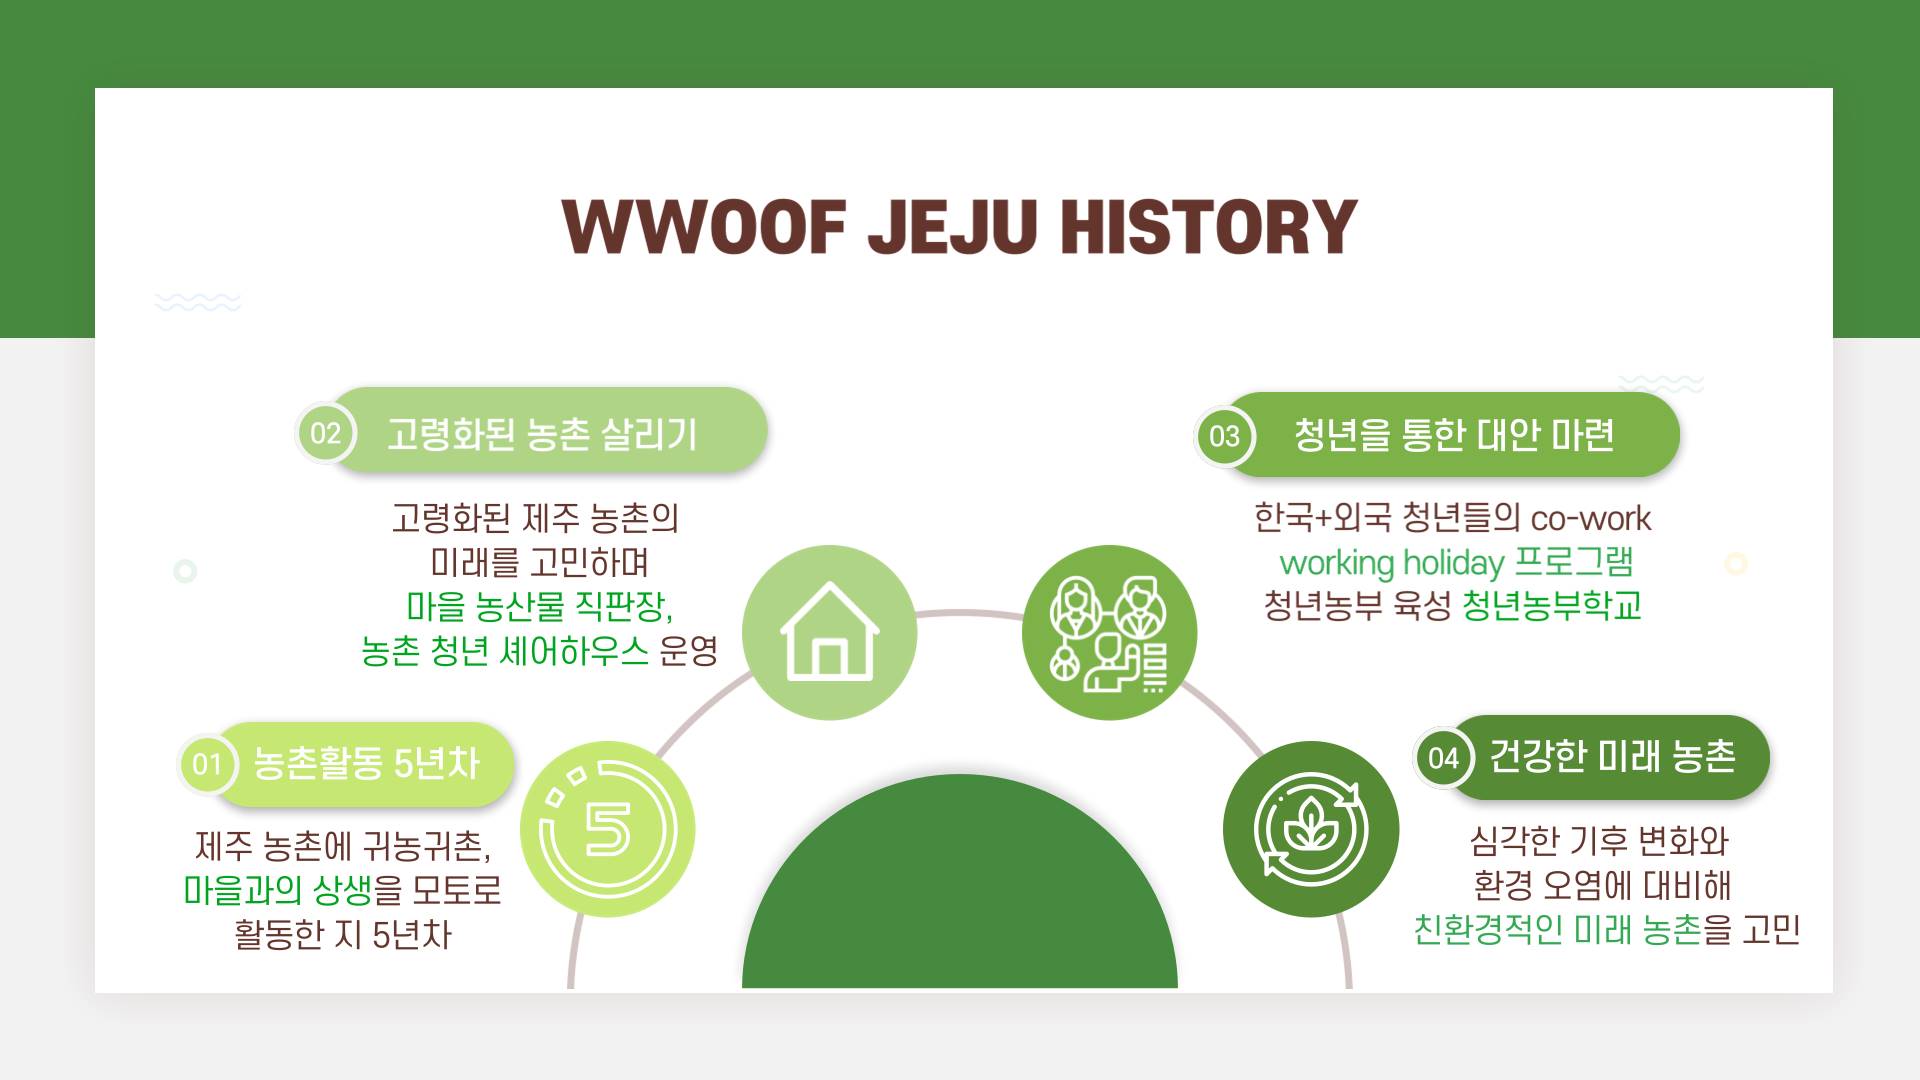 WWOOF JEJU HISTORY
01
농촌활동 5년차
제주 농촌에 귀농귀촌,
마을과의 상생을 모토로
활동한 지 5년차
5
02
고령화된 농촌 살리기
고령화된 제주 농촌의
미래를 고민하며
마을 농산물 직판장,
농촌 청년 셰어하우스 운영
03
청년을 통한 대안 마련
한국+외국 청년들의 co-work
working holiday 프로그램
청년농부 육성 청년농부학교
04
건강한 미래 농촌
심각한 기후 변화와
환경 오염에 대비해
친환경적인 미래 농촌을 고민